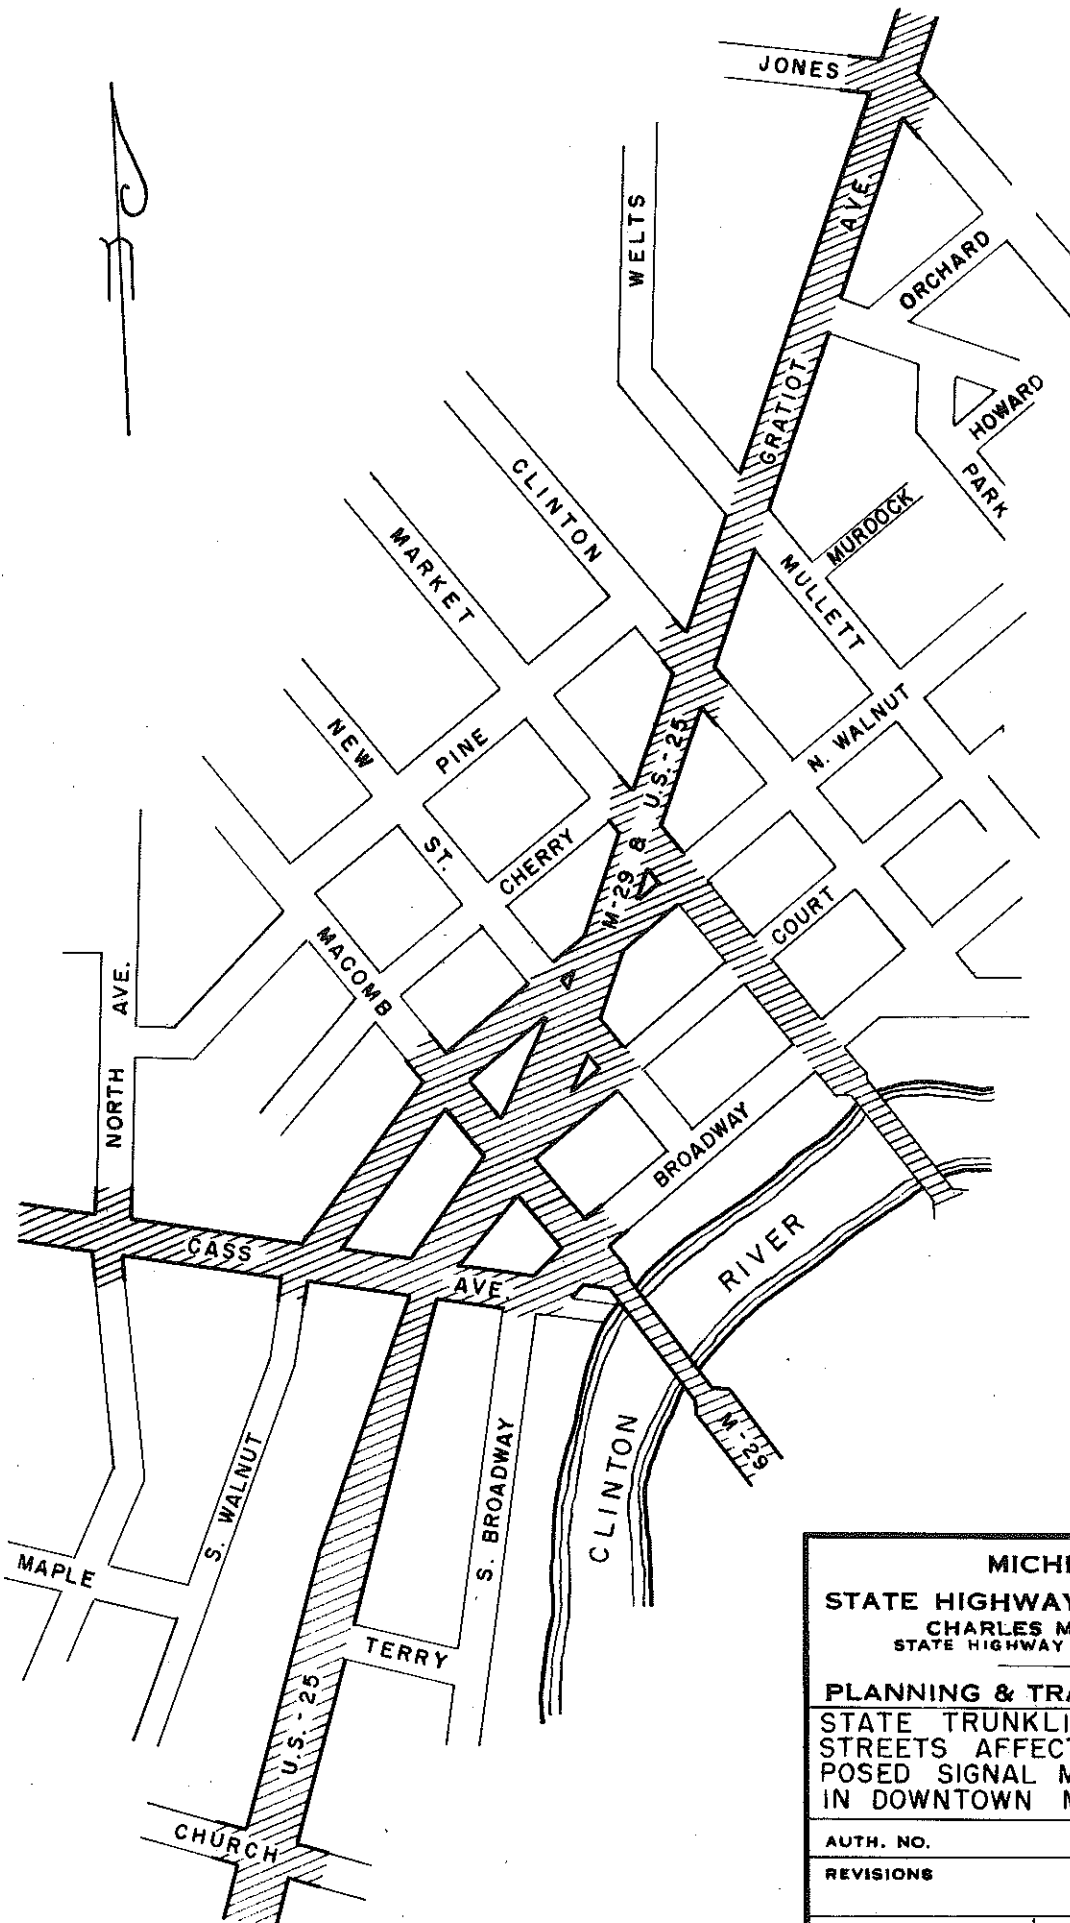 JONES
WELTS
AVE.
ORCHARD
GRATIOT
HOWARD
PARK
CLINTON
MURDOCK
MARKET
MULLETT
N. WALNUT
NEW
PINE
U.S.-25
&
M-29
ST.
CHERRY
COURT
MACOMB
AVE.
NORTH
BROADWAY
CASS
AVE.
RIVER
CLINTON
M-29
S. WALNUT
S. BROADWAY
MAPLE
TERRY
U.S.-25
CHURCH
MICHI
STATE HIGHWAY
CHARLES M
STATE HIGHWAY
PLANNING & TRA
STATE TRUNKLI
STREETS AFFECT
POSED SIGNAL M
IN DOWNTOWN M
AUTH. NO.
REVISIONS